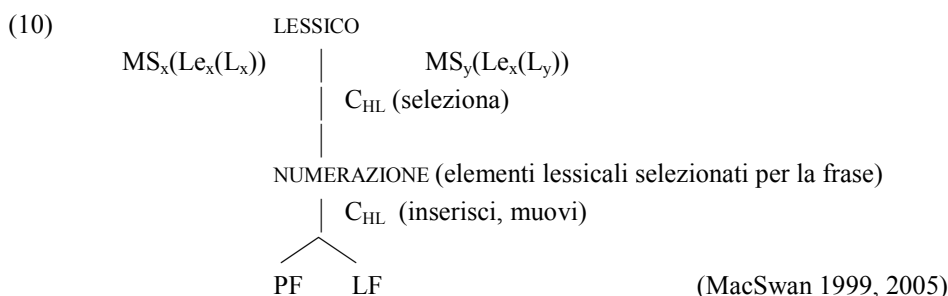 (10) LESSICO
MSx(Lex(Lx)) MSy(Lex(Ly))
CHL (seleziona)
NUMERAZIONE (elementi lessicali selezionati per la frase)
CHL (inserisci, muovi)
PF LF (MacSwan 1999, 2005)